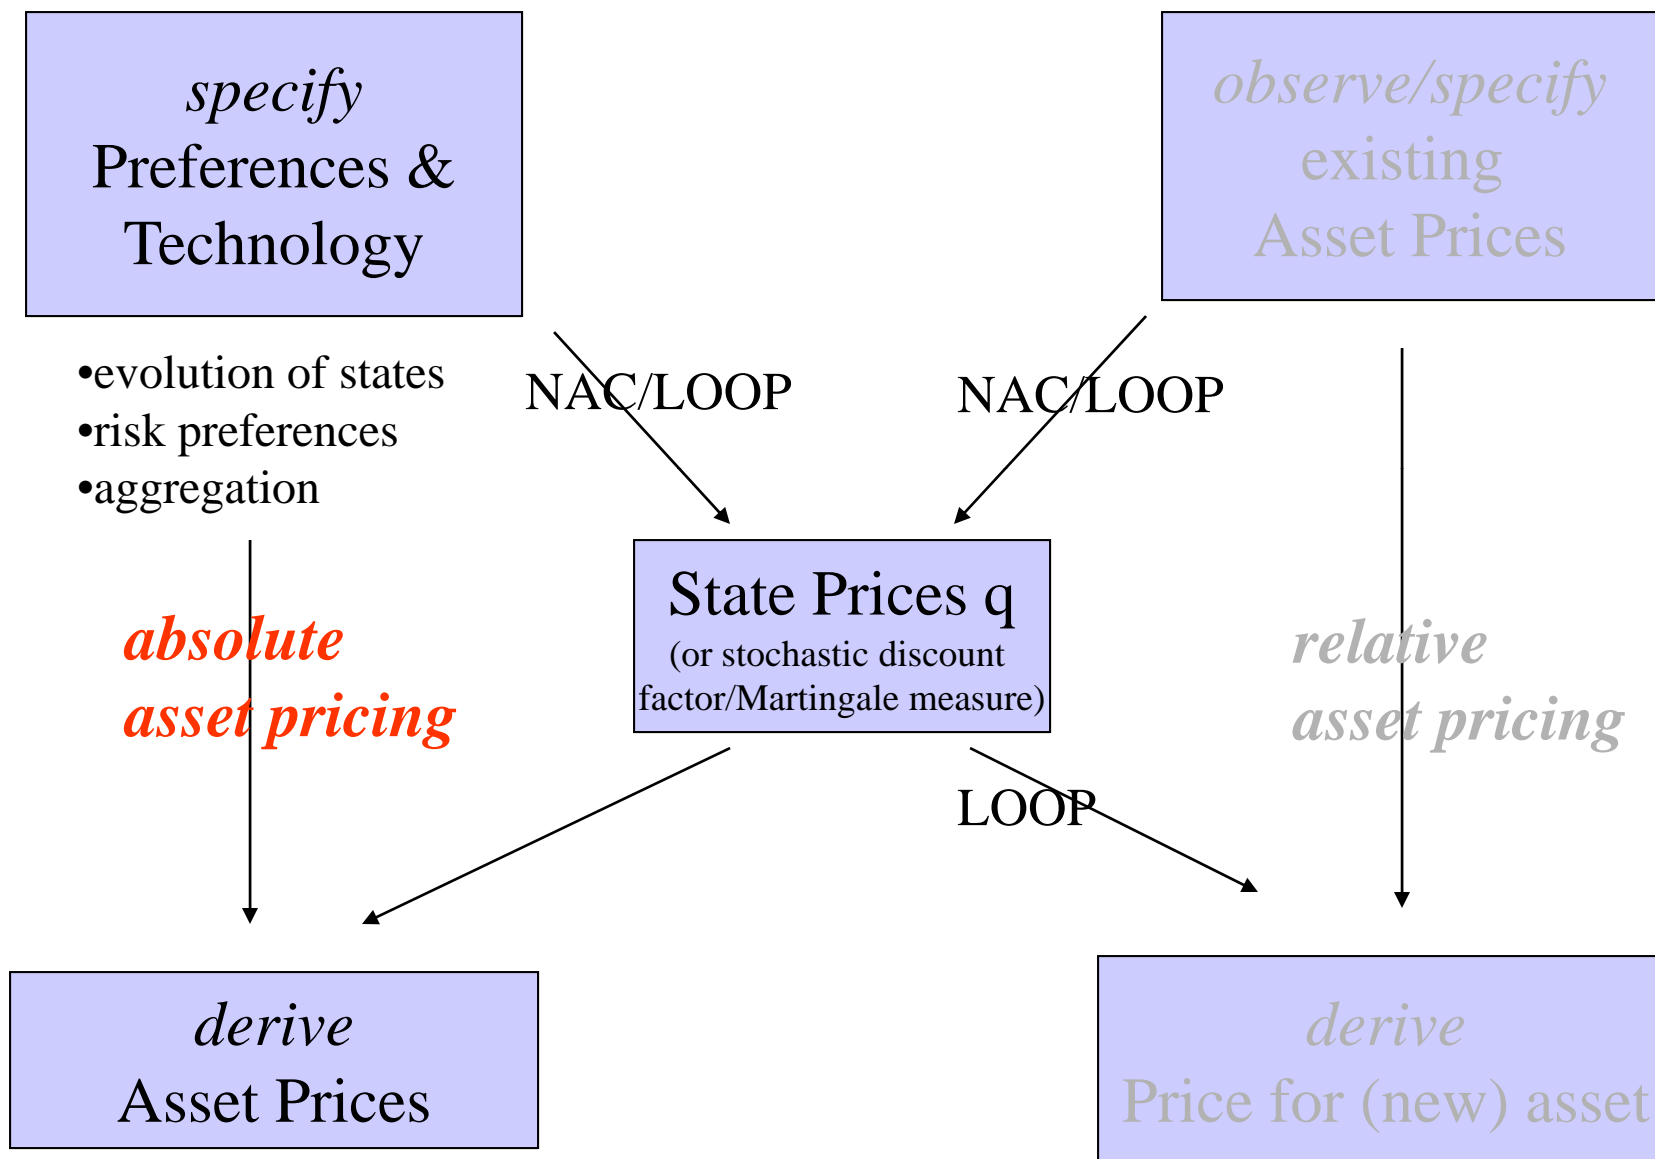 specify
Preferences &
Technology
observe/specify
existing
Asset Prices
•evolution of states
•risk preferences
•aggregation
NAC/LOOP
NAC/LOOP
State Prices q
(or stochastic discount
factor/Martingale measure)
absolute
asset pricing
relative
asset pricing
LOOP
derive
Asset Prices
derive
Price for (new) asset